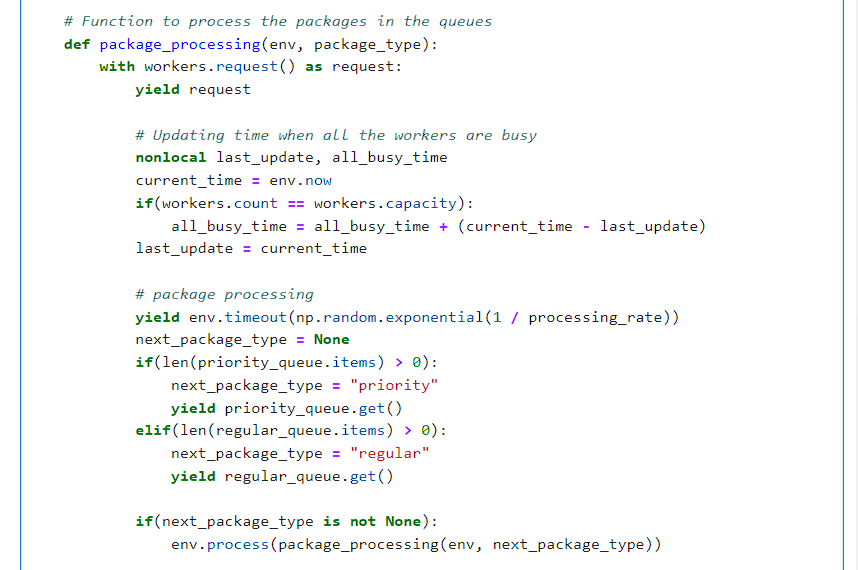 # Function to process the packages in the queues
def package_processing(env, package_type):
    with workers.request() as request:
        yield request

        # Updating time when all the workers are busy
        nonlocal last_update, all_busy_time
        current_time = env.now
        if(workers.count == workers.capacity):
            all_busy_time = all_busy_time + (current_time - last_update)
        last_update = current_time

        # package processing
        yield env.timeout(np.random.exponential(1 / processing_rate))
        next_package_type = None
        if(len(priority_queue.items) > 0):
            next_package_type = "priority"
            yield priority_queue.get()
        elif(len(regular_queue.items) > 0):
            next_package_type = "regular"
            yield regular_queue.get()

        if(next_package_type is not None):
            env.process(package_processing(env, next_package_type))